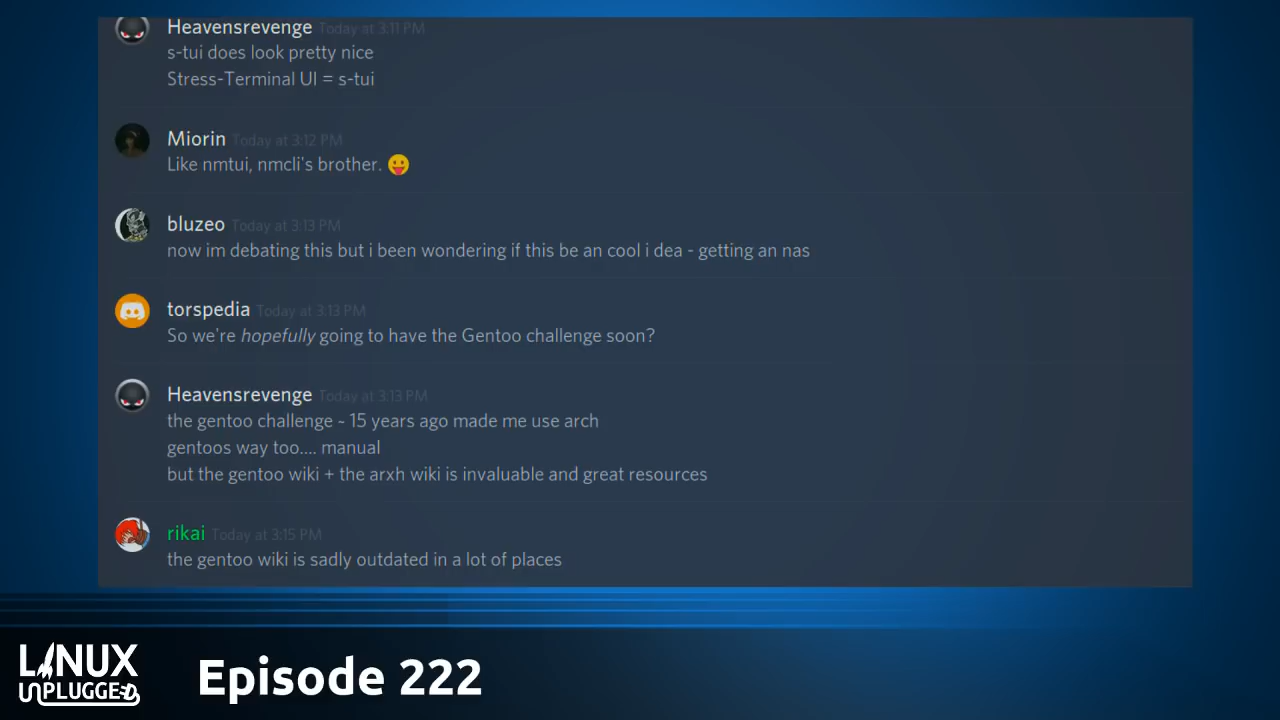 Heavensrevenge Today at 3:11 PM
s-tui does look pretty nice
Stress-Terminal UI = s-tui
Miorin Today at 3:12 PM
Like nmtui, nmcli's brother. 😛
bluzeo Today at 3:13 PM
now im debating this but i been wondering if this be an cool i dea - getting an nas
torspedia Today at 3:13 PM
So we're hopefully going to have the Gentoo challenge soon?
Heavensrevenge Today at 3:13 PM
the gentoo challenge ~ 15 years ago made me use arch
gentoos way too.... manual
but the gentoo wiki + the arxh wiki is invaluable and great resources
rikai Today at 3:15 PM
the gentoo wiki is sadly outdated in a lot of places
LINUX
UNPLUGGED
Episode 222